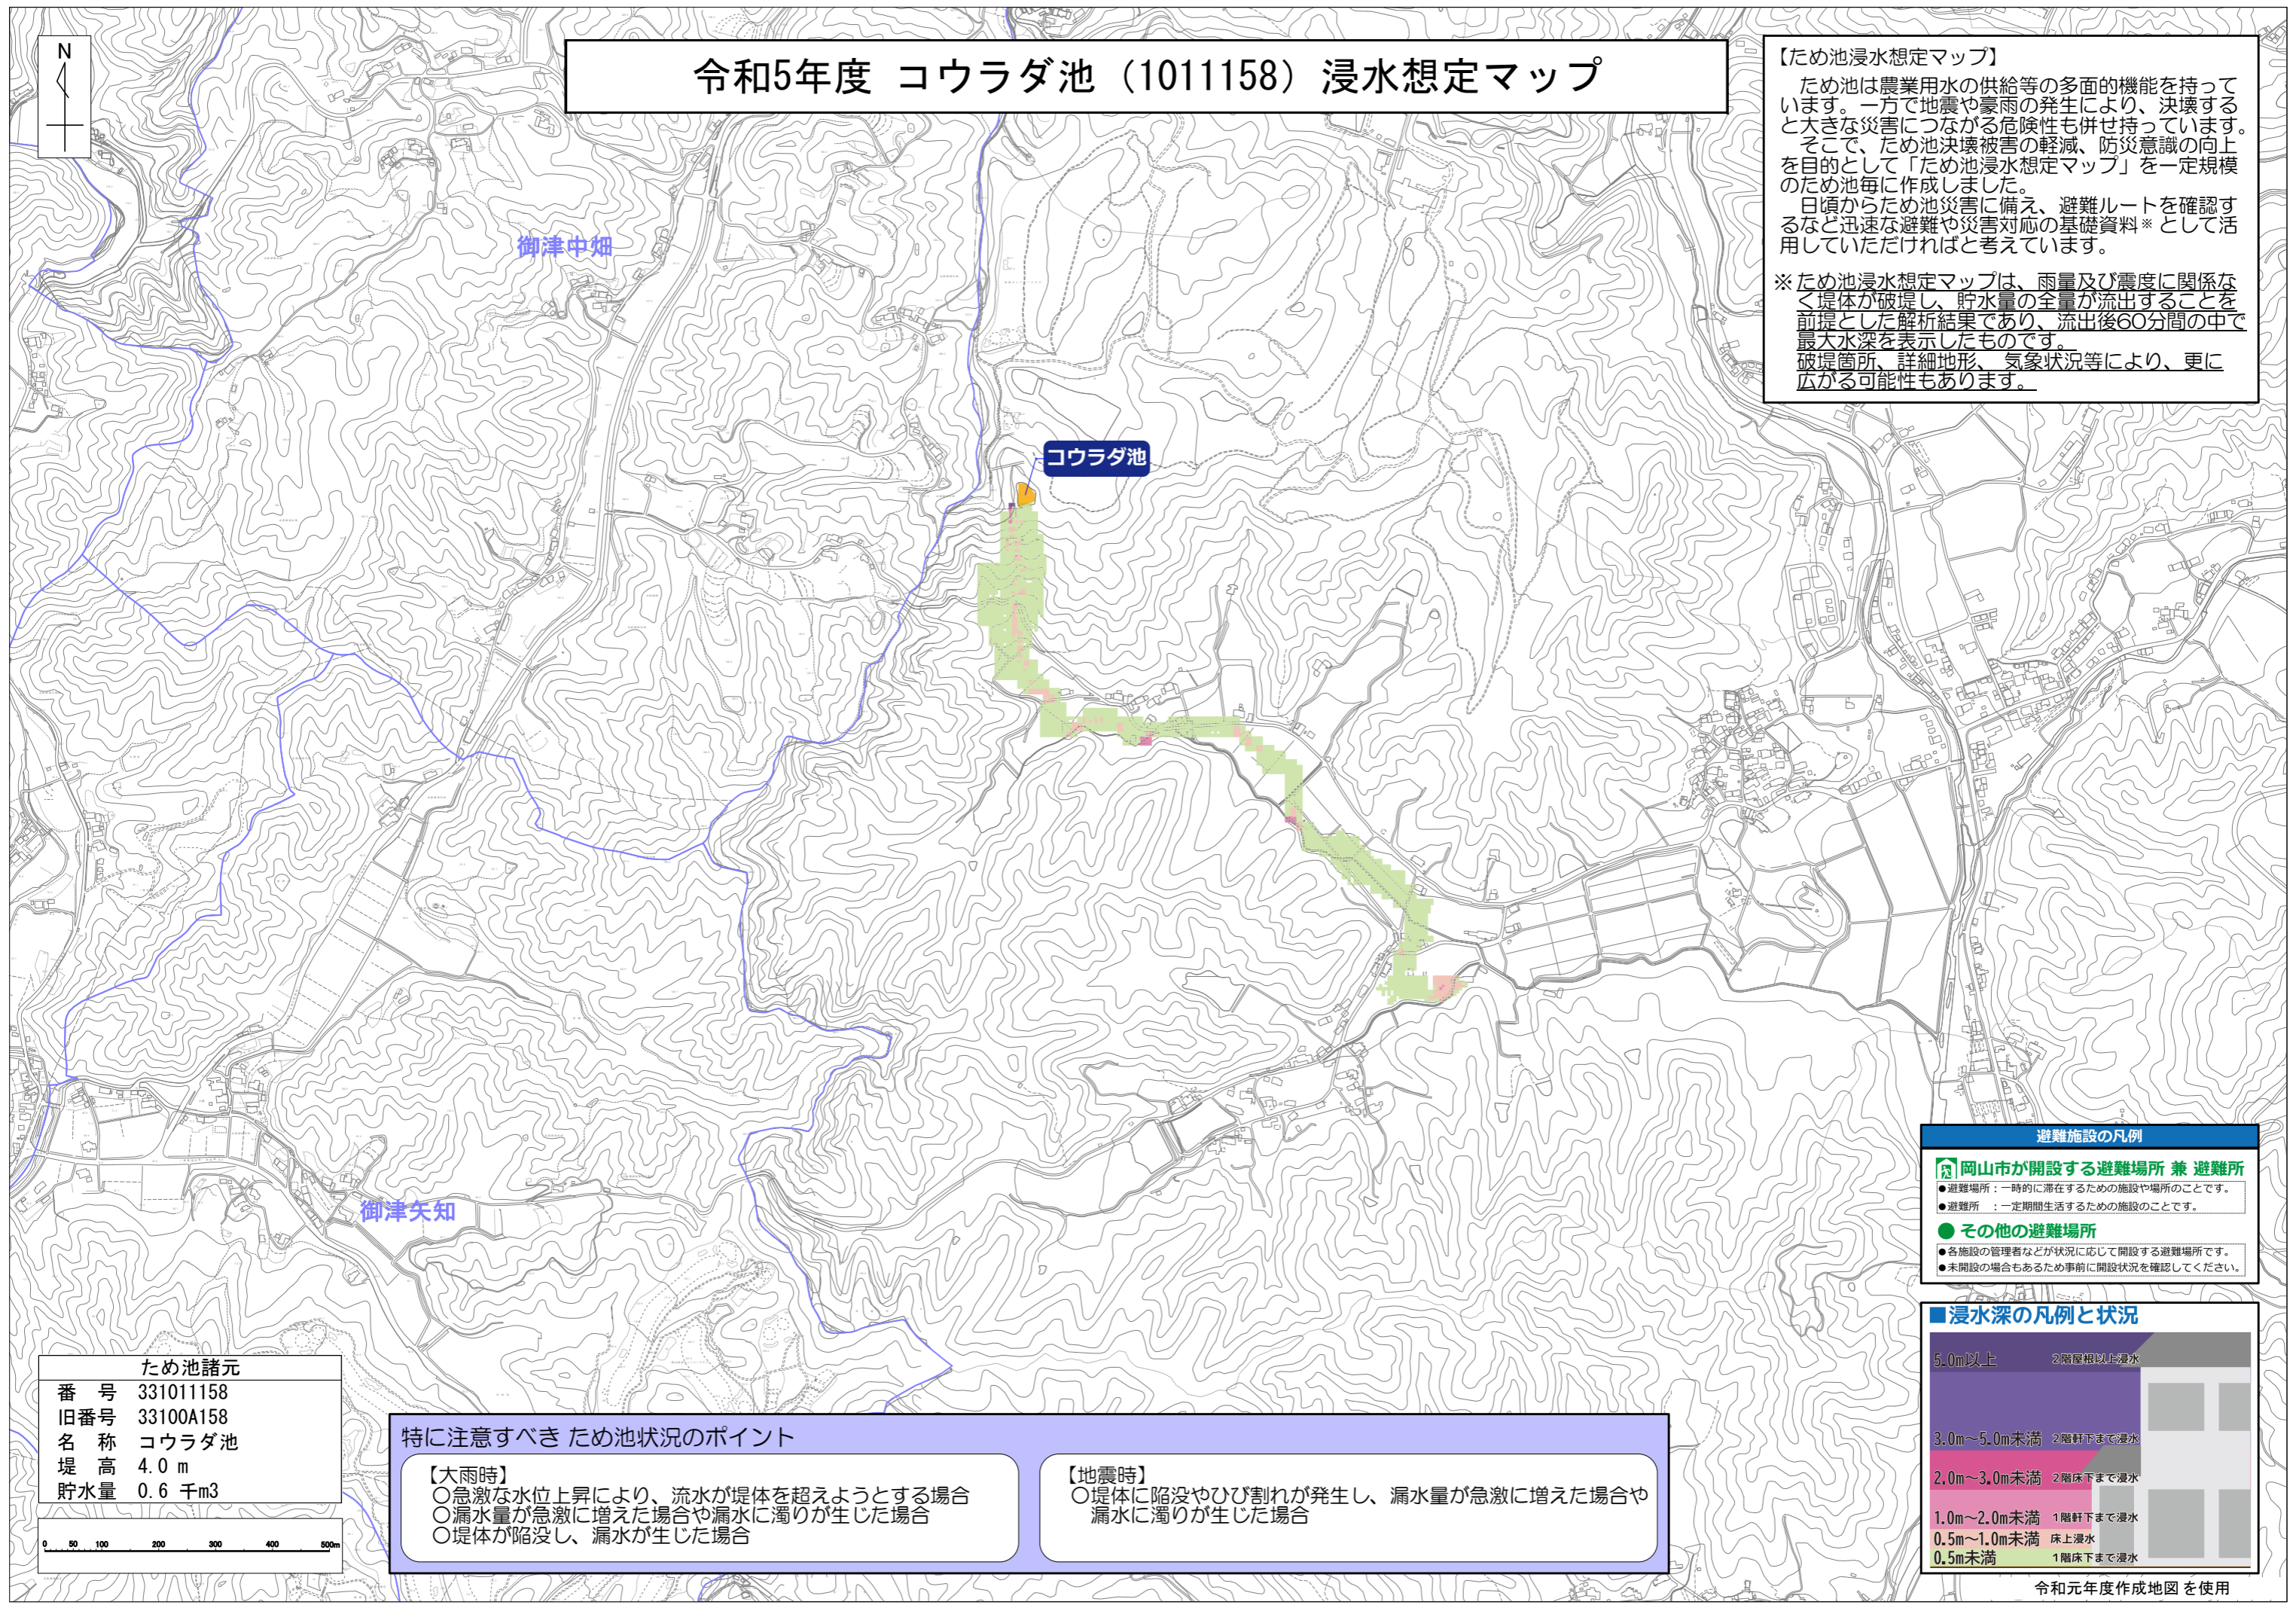 N
令和5年度 コウラダ池（1011158）浸水想定マップ
【ため池浸水想定マップ】
ため池は農業用水の供給等の多面的機能を持って
います。一方で地震や豪雨の発生により、決壊する
と大きな災害につながる危険性も併せ持っています。
そこで、ため池決壊被害の軽減、防災意識の向上
を目的として「ため池浸水想定マップ」を一定規模
のため池毎に作成しました。
日頃からため池災害に備え、避難ルートを確認す
るなど迅速な避難や災害対応の基礎資料※として活
用していただければと考えています。
※ため池浸水想定マップは、雨量及び震度に関係な
く堤体が破堤し、貯水量の全量が流出することを
前提とした解析結果であり、流出後60分間の中で
最大水深を表示したものです。
破堤箇所、詳細地形、気象状況等により、更に
広がる可能性もあります。
御津中畑
コウラダ池
御津矢知
避難施設の凡例
岡山市が開設する避難場所 兼 避難所
●避難場所：一時的に滞在するための施設や場所のことです。
●避難所　：一定期間生活するための施設のことです。
● その他の避難場所
●各施設の管理者などが状況に応じて開設する避難場所です。
●未開設の場合もあるため事前に開設状況を確認してください。
■浸水深の凡例と状況
5.0m以上 2階屋根以上浸水
3.0m～5.0m未満 2階軒下まで浸水
2.0m～3.0m未満 2階床下まで浸水
1.0m～2.0m未満 1階軒下まで浸水
0.5m～1.0m未満 床上浸水
0.5m未満 1階床下まで浸水
ため池諸元
番　号 331011158
旧番号 33100A158
名　称 コウラダ池
堤　高 4.0 m
貯水量 0.6 千m3
0 50 100 200 300 400 500m
特に注意すべき ため池状況のポイント
【大雨時】
〇急激な水位上昇により、流水が堤体を超えようとする場合
〇漏水量が急激に増えた場合や漏水に濁りが生じた場合
〇堤体が陥没し、漏水が生じた場合
【地震時】
〇堤体に陥没やひび割れが発生し、漏水量が急激に増えた場合や
漏水に濁りが生じた場合
令和元年度作成地図を使用